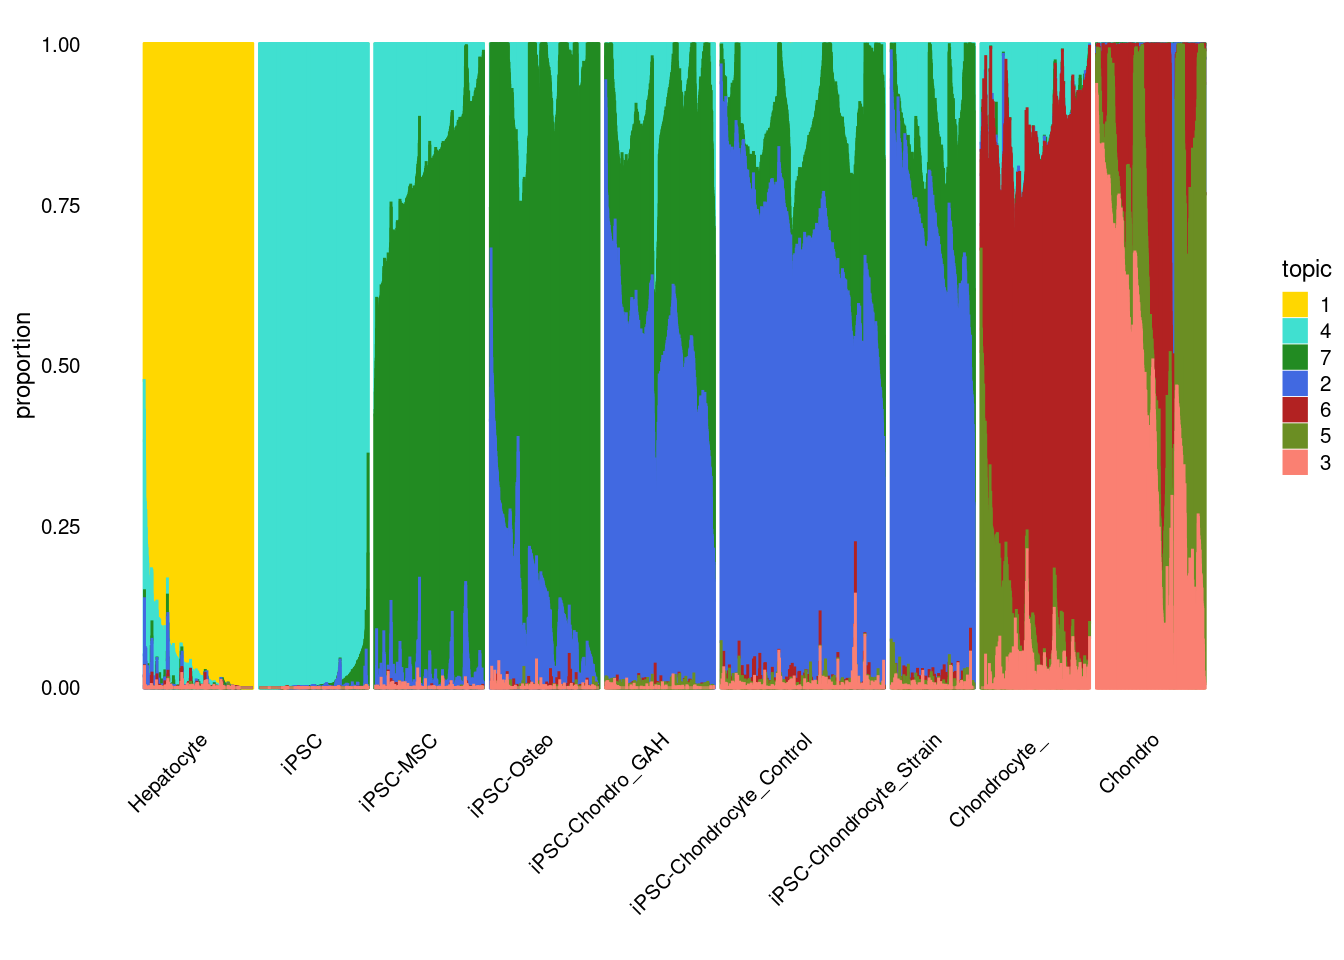 1.00
0.75
0.50
0.25
0.00
proportion
Hepatocyte
iPSC
iPSC-MSC
iPSC-Osteo
iPSC-Chondro_GAH
iPSC-Chondrocyte_Control
iPSC-Chondrocyte_Strain
Chondrocyte_
Chondro
topic
1
4
7
2
6
5
3